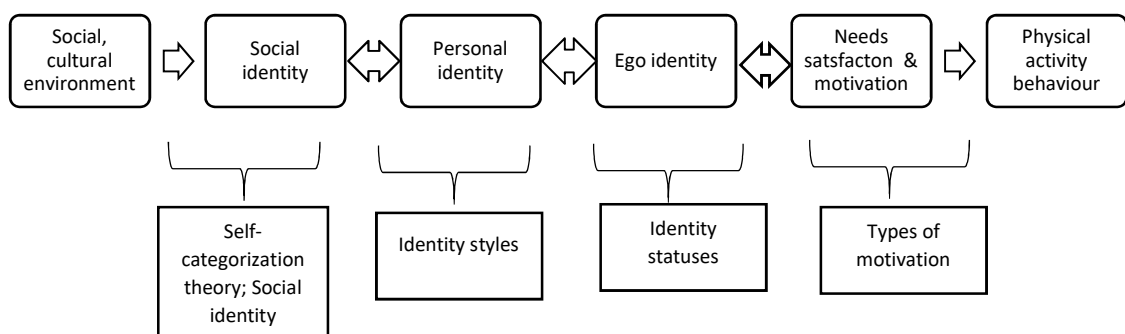 Social,
cultural
environment
Social
identity
Personal
identity
Ego identity
Needs
satsfacton &
motivation
Physical
activity
behaviour
Self-
categorization
theory; Social
identity
Identity styles
Identity
statuses
Types of
motivation